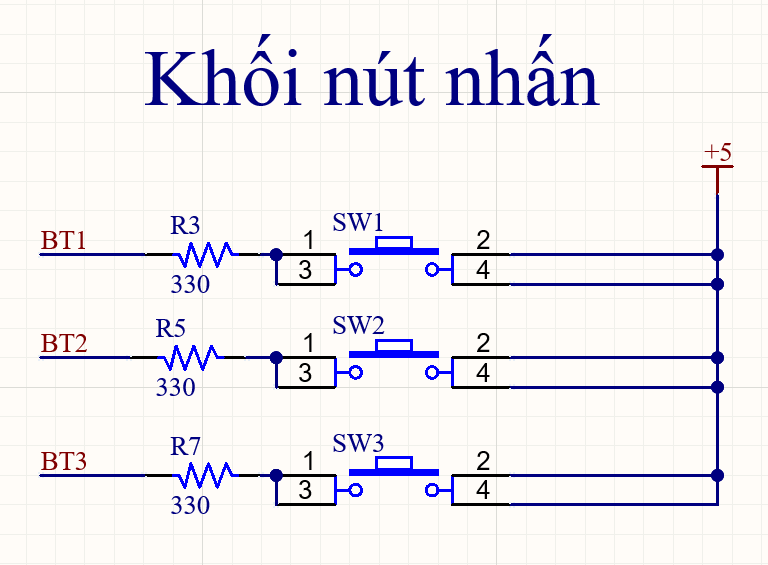 Khối nút nhấn
+5
R3 SW1
BT1 1 2
330 3 4
R5 SW2
BT2 1 2
330 3 4
R7 SW3
BT3 1 2
330 3 4